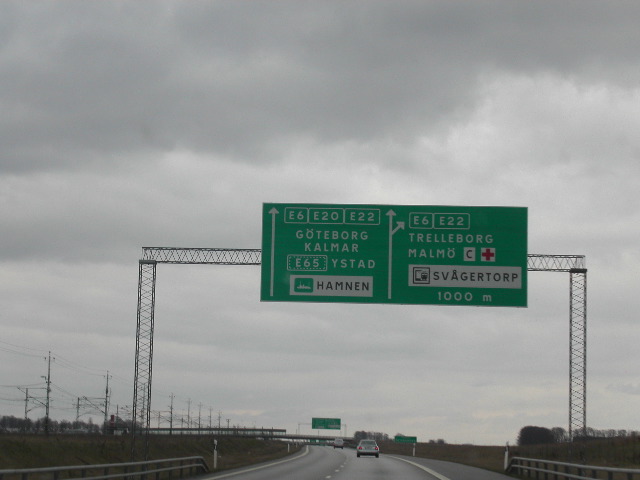 E6 E20 E22
GÖTEBORG
KALMAR
E65 YSTAD
HAMNEN
E6 E22
TRELLEBORG
MALMÖ C
SVÅGERTORP
1000 m